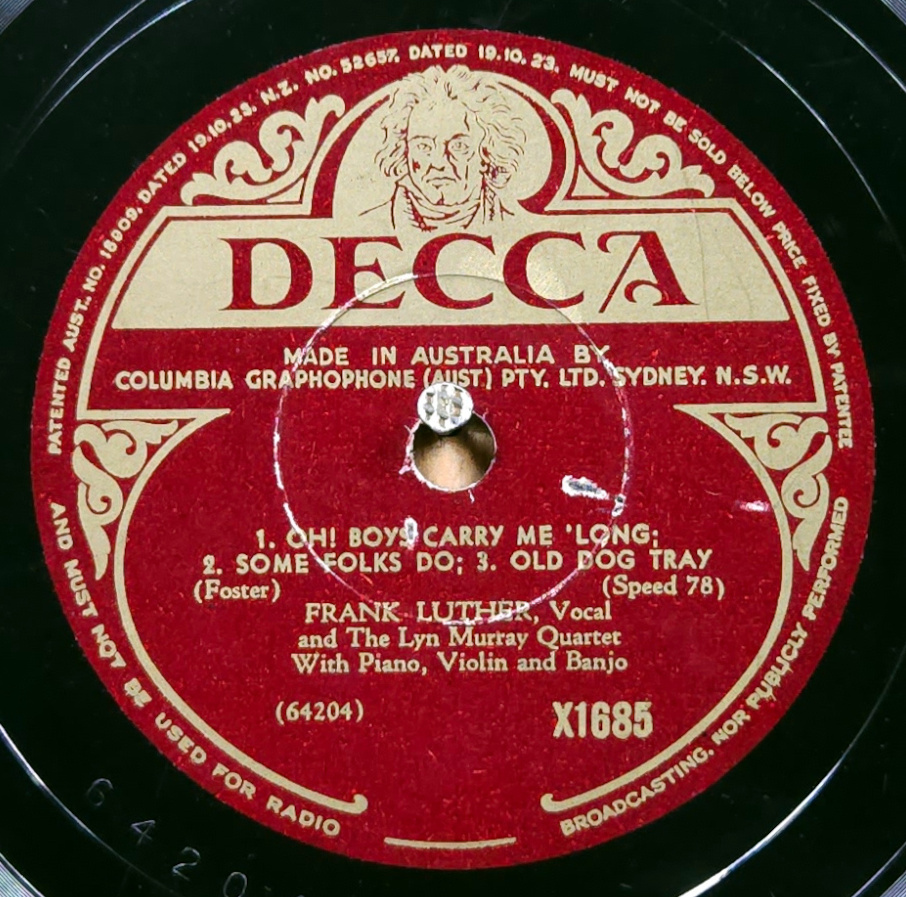 PATENTED AUST. NO. 18909, DATED 19.10.23. N.Z. NO. 52657, DATED 19.10.23. MUST NOT BE SOLD BELOW PRICE FIXED BY PATENTEE
DECCA
MADE IN AUSTRALIA BY
COLUMBIA GRAPHOPHONE (AUST) PTY. LTD. SYDNEY. N.S.W.
1. OH! BOYS CARRY ME 'LONG;
2. SOME FOLKS DO; 3. OLD DOG TRAY
(Foster) (Speed 78)
FRANK LUTHER, Vocal
and The Lyn Murray Quartet
With Piano, Violin and Banjo
(64204) X1685
AND MUST NOT BE USED FOR RADIO BROADCASTING, NOR PUBLICLY PERFORMED
6420